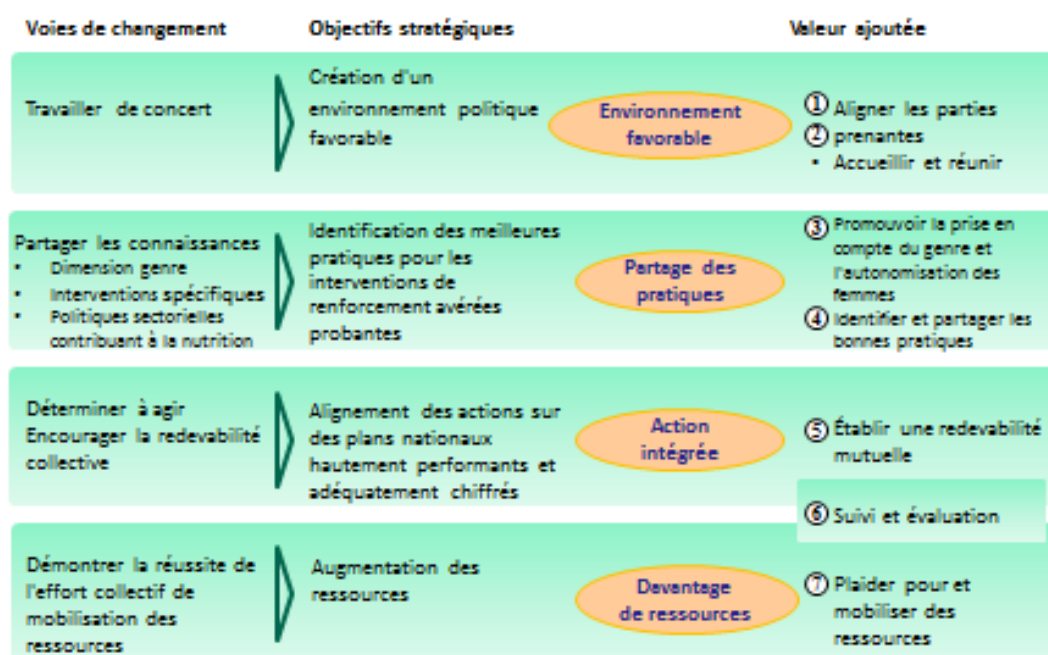 Voies de changement
Objectifs stratégiques
Valeur ajoutée
Travailler de concert
Création d'un
environnement politique
favorable
Environnement
favorable
① Aligner les parties
② prenantes
• Accueillir et réunir
Partager les connaissances
• Dimension genre
• Interventions spécifiques
• Politiques sectorielles
contribuant à la nutrition
Identification des meilleures
pratiques pour les
interventions de
renforcement avérées
probantes
Partage des
pratiques
③ Promouvoir la prise en
compte du genre et
l'autonomisation des
femmes
④ Identifier et partager les
bonnes pratiques
Déterminer à agir
Encourager la redevabilité
collective
Alignement des actions sur
des plans nationaux
hautement performants et
adéquatement chiffrés
Action
intégrée
⑤ Établir une redevabilité
mutuelle
⑥ Suivi et évaluation
Démontrer la réussite de
l'effort collectif de
mobilisation des
ressources
Augmentation des
ressources
Davantage
de ressources
⑦ Plaider pour et
mobiliser des
ressources